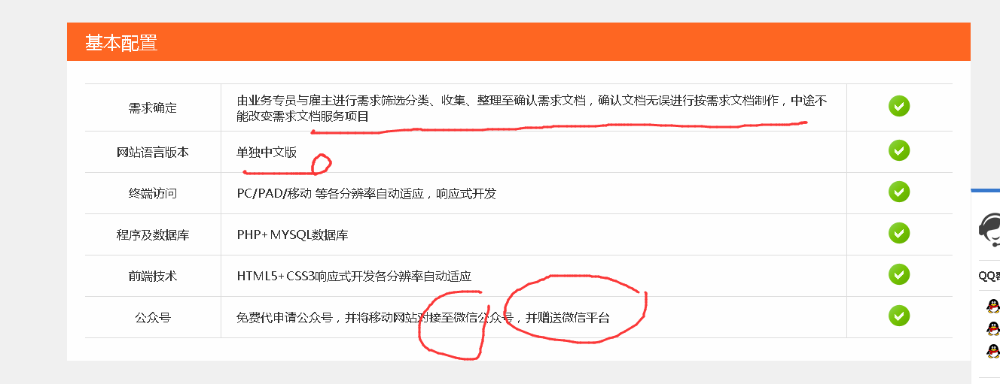 基本配置
需求确定
由业务专员与雇主进行需求筛选分类、收集、整理至确认需求文档，确认文档无误进行按需求文档制作，中途不
能改变需求文档服务项目
网站语言版本
单独中文版
终端访问
PC/PAD/移动 等各分辨率自动适应，响应式开发
程序及数据库
PHP+MYSQL数据库
前端技术
HTML5+CSS3响应式开发各分辨率自动适应
公众号
免费代申请公众号，并将移动网站对接至微信公众号，并赠送微信平台
QQ客